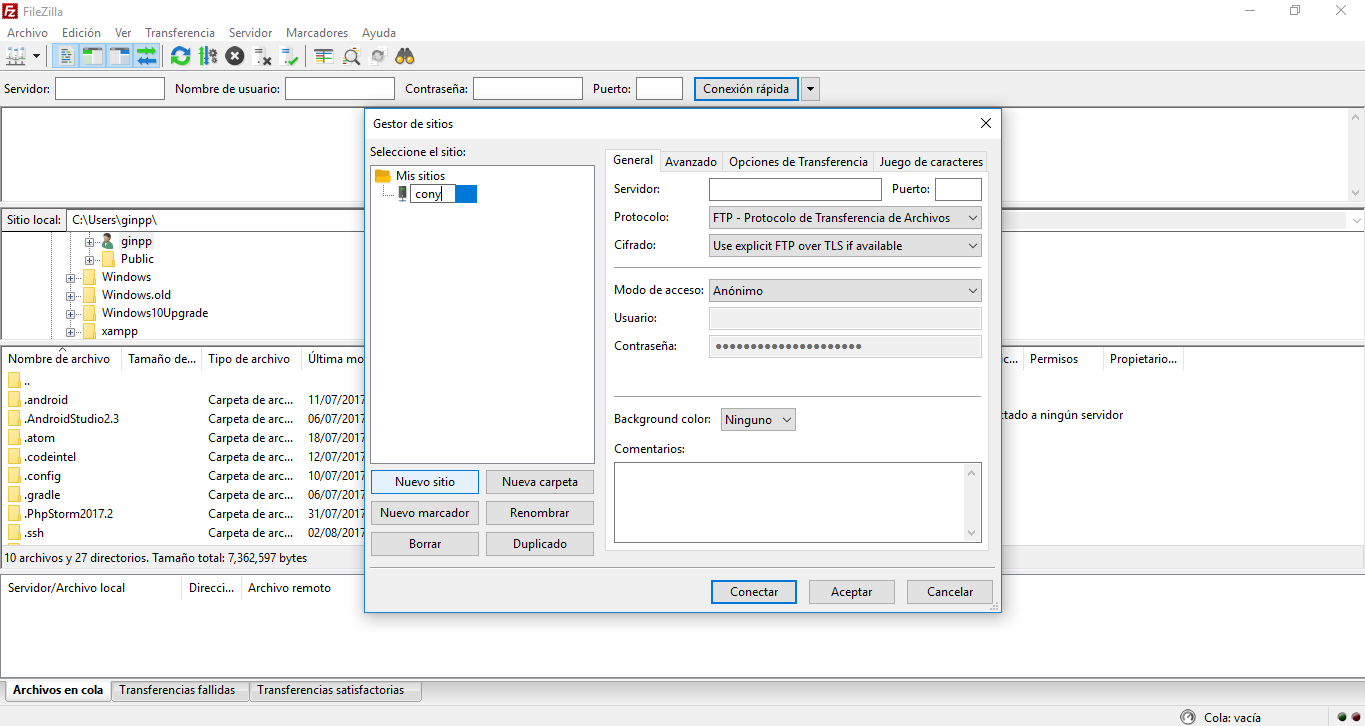 FileZilla
Archivo Edición Ver Transferencia Servidor Marcadores Ayuda
Servidor: Nombre de usuario: Contraseña: Puerto: Conexión rápida
Gestor de sitios
Seleccione el sitio:
Mis sitios
cony
Nuevo sitio Nueva carpeta
Nuevo marcador Renombrar
Borrar Duplicado
General Avanzado Opciones de Transferencia Juego de caracteres
Servidor: Puerto:
Protocolo: FTP - Protocolo de Transferencia de Archivos
Cifrado: Use explicit FTP over TLS if available
Modo de acceso: Anónimo
Usuario:
Contraseña: ●●●●●●●●●●●●●●●●●●●●●
Background color: Ninguno
Comentarios:
Conectar Aceptar Cancelar
Sitio local: C:\Users\ginpp\
ginpp
Public
Windows
Windows.old
Windows10Upgrade
xampp
Nombre de archivo Tamaño de... Tipo de archivo Última mo
..
.android Carpeta de arc... 11/07/2017
.AndroidStudio2.3 Carpeta de arc... 06/07/2017
.atom Carpeta de arc... 18/07/2017
.codeintel Carpeta de arc... 12/07/2017
.config Carpeta de arc... 10/07/2017
.gradle Carpeta de arc... 06/07/2017
.PhpStorm2017.2 Carpeta de arc... 31/07/2017
.ssh Carpeta de arc... 02/08/2017
10 archivos y 27 directorios. Tamaño total: 7,362,597 bytes
c... Permisos Propietario...
ctado a ningún servidor
Servidor/Archivo local Direcci... Archivo remoto
Archivos en cola Transferencias fallidas Transferencias satisfactorias
Cola: vacía